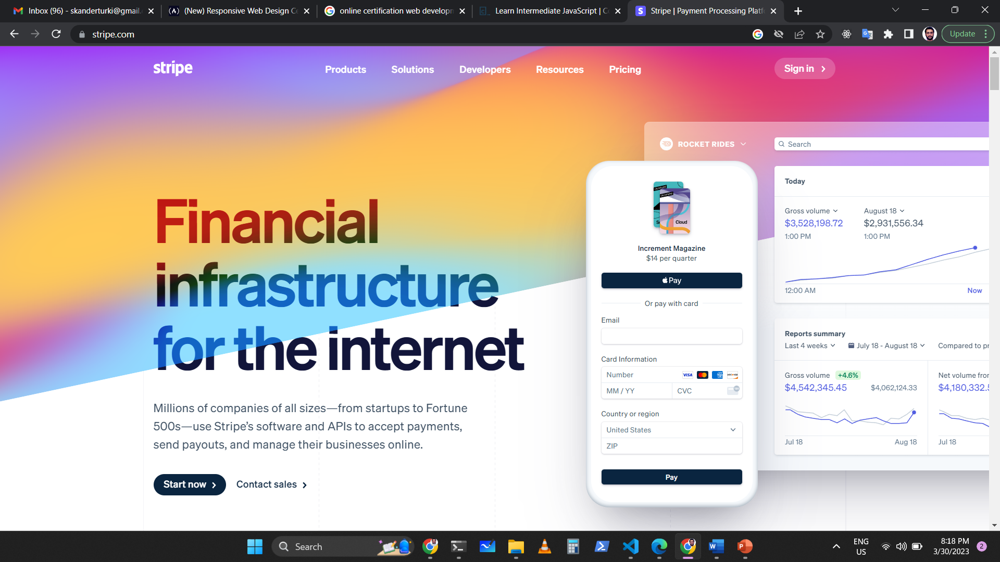 Inbox (96) - skanderturki@gmail.
(New) Responsive Web Design Ce
online certification web developm
Learn Intermediate JavaScript | Co
Stripe | Payment Processing Platf
stripe.com
Update
stripe
Products
Solutions
Developers
Resources
Pricing
Sign in
ROCKET RIDES
Search
Financial
infrastructure
for the internet
Millions of companies of all sizes—from startups to Fortune
500s—use Stripe's software and APIs to accept payments,
send payouts, and manage their businesses online.
Start now
Contact sales
Cloud
Increment Magazine
$14 per quarter
Pay
Or pay with card
Email
Card Information
Number
VISA
DISCOVER
MM / YY
CVC
Country or region
United States
ZIP
Pay
Today
Gross volume
August 18
$3,528,198.72
$2,931,556.34
1:00 PM
1:00 PM
12:00 AM
Now
Reports summary
Last 4 weeks
July 18 - August 18
Compared to pr
Gross volume +4.6%
Net volume fror
$4,542,345.45
$4,062,124.33
$4,180,332.5
Jul 18
Aug 18
Jul 18
Search
ENG
US
8:18 PM
3/30/2023
2